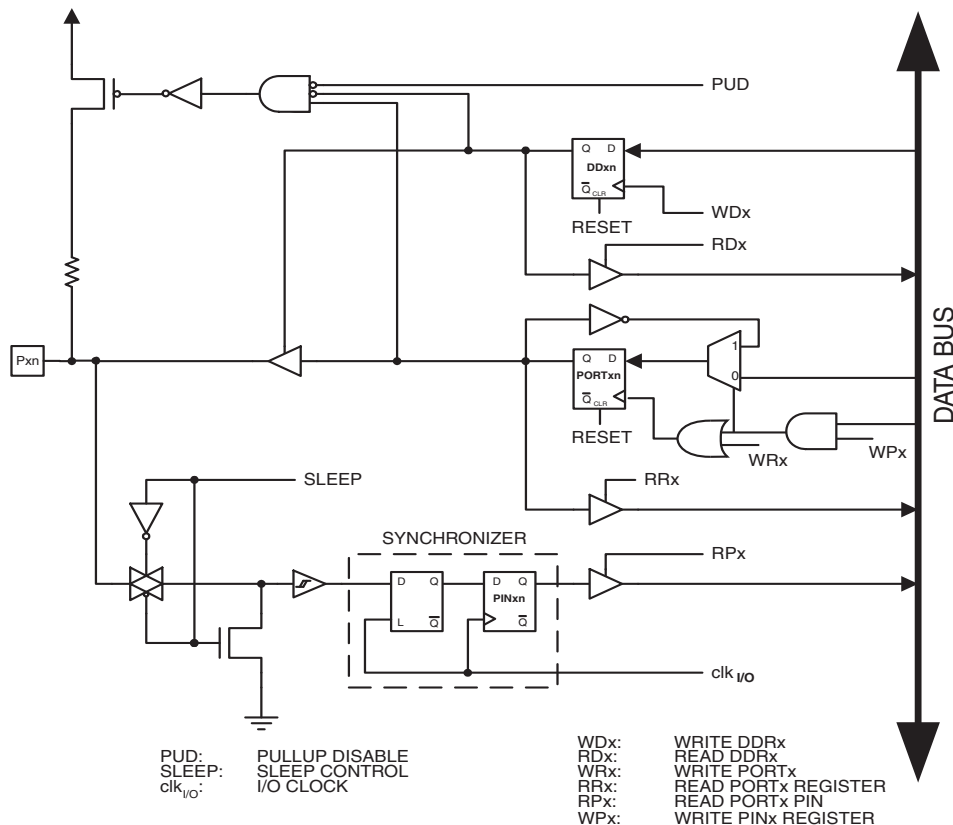 PUD
Q D
DDxn
Q CLR
WDx
RESET
RDx
1
Pxn
Q D
PORTxn
0
Q CLR
RESET
WRx
WPx
DATA BUS
SLEEP
RRx
SYNCHRONIZER
RPx
D Q
D Q
PINxn
L Q
Q
clk I/O
PUD: PULLUP DISABLE
SLEEP: SLEEP CONTROL
clkI/O: I/O CLOCK
WDx: WRITE DDRx
RDx: READ DDRx
WRx: WRITE PORTx
RRx: READ PORTx REGISTER
RPx: READ PORTx PIN
WPx: WRITE PINx REGISTER